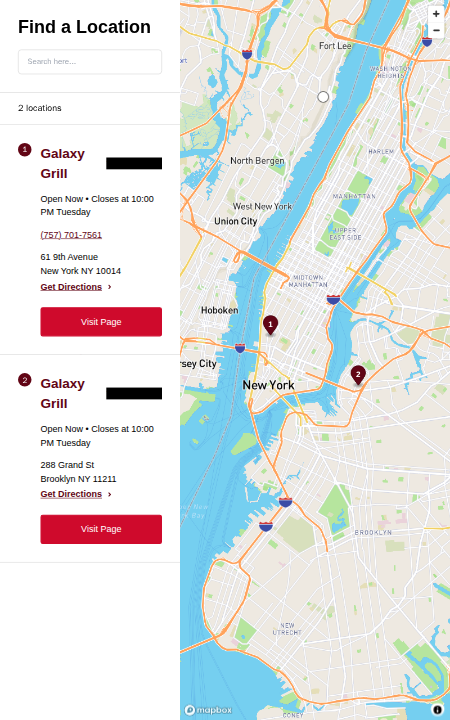 Find a Location
Search here...
2 locations
1
Galaxy
Grill
Open Now • Closes at 10:00
PM Tuesday
(757) 701-7561
61 9th Avenue
New York NY 10014
Get Directions
Visit Page
2
Galaxy
Grill
Open Now • Closes at 10:00
PM Tuesday
288 Grand St
Brooklyn NY 11211
Get Directions
Visit Page
Fort Lee
WASHINGTON
HEIGHTS
HARLEM
North Bergen
MANHATTAN
West New York
Union City
UPPER
EAST SIDE
MIDTOWN
MANHATTAN
Hoboken
1
rsey City
2
New York
BROOKLYN
NEW
UTRECHT
CONEY
mapbox